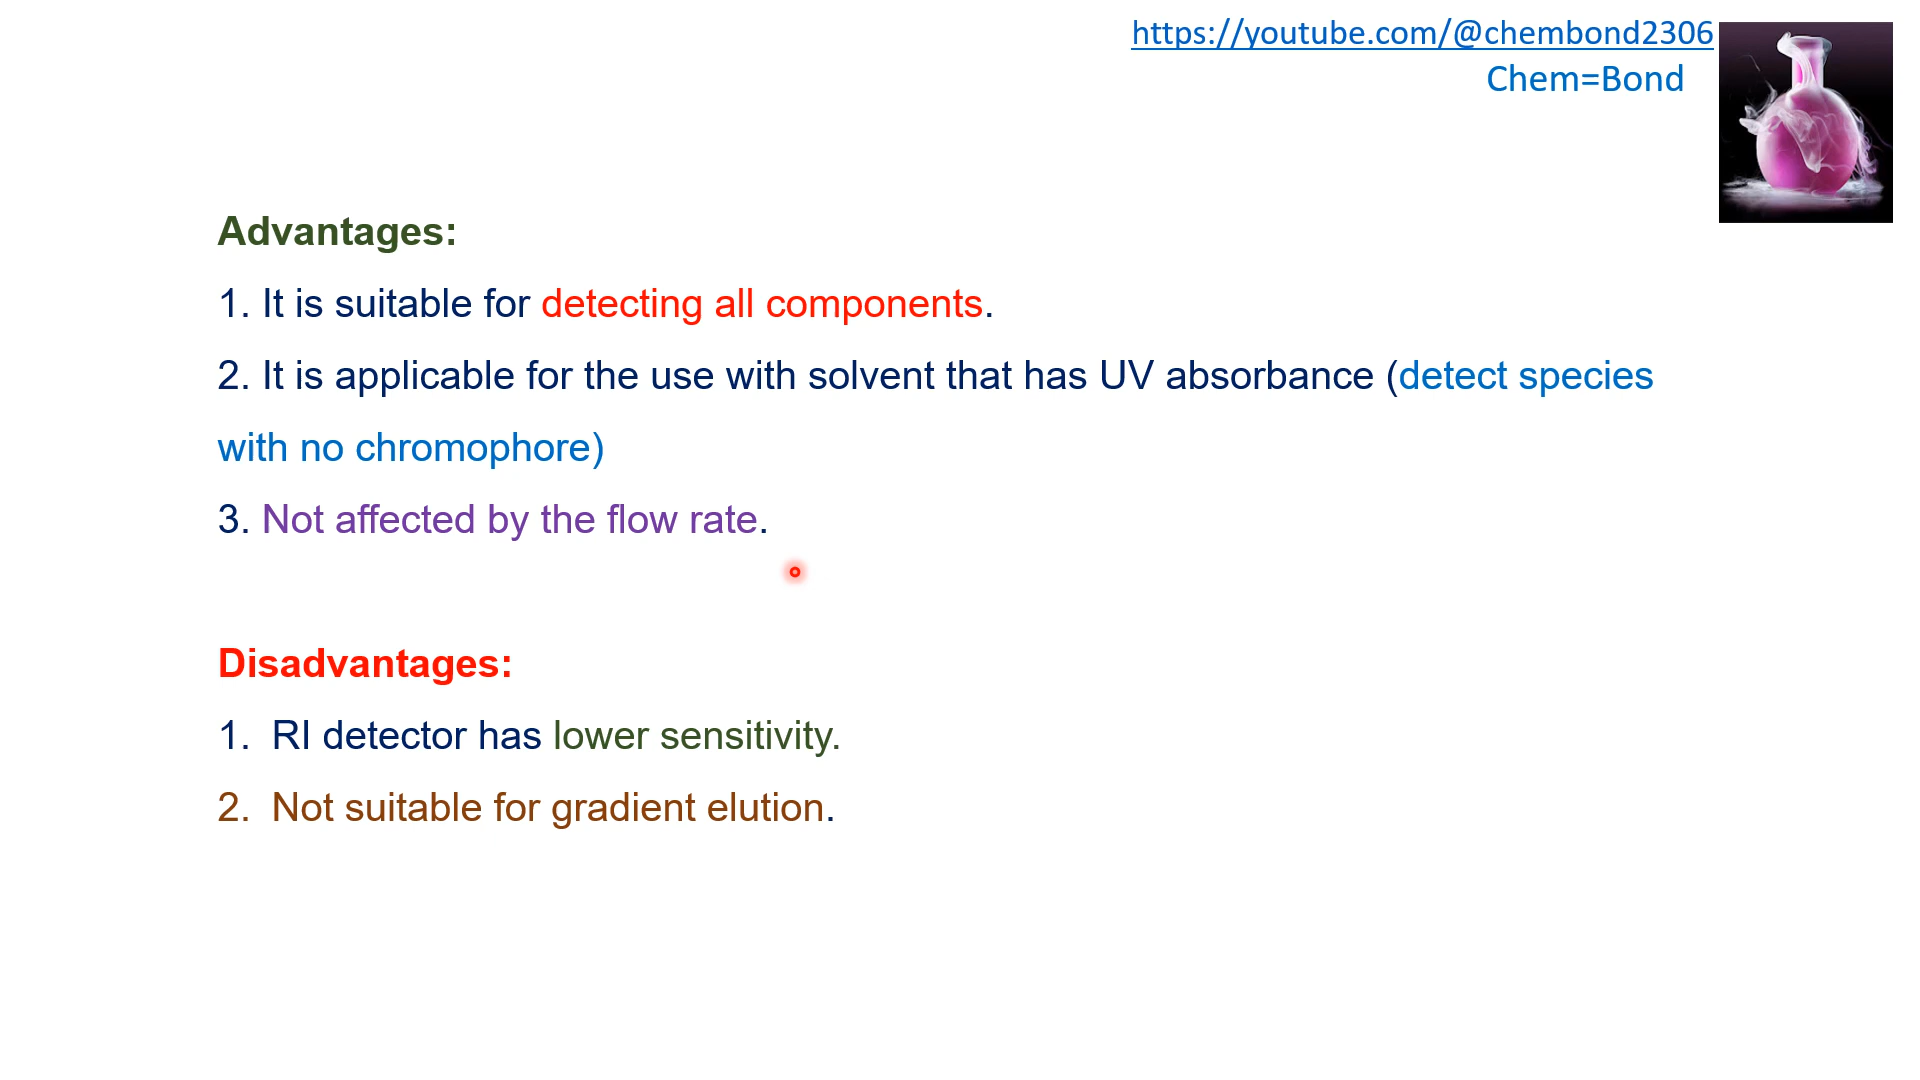 https://youtube.com/@chembond2306
Chem=Bond
Advantages:
1. It is suitable for detecting all components.
2. It is applicable for the use with solvent that has UV absorbance (detect species
with no chromophore)
3. Not affected by the flow rate.
Disadvantages:
1. RI detector has lower sensitivity.
2. Not suitable for gradient elution.